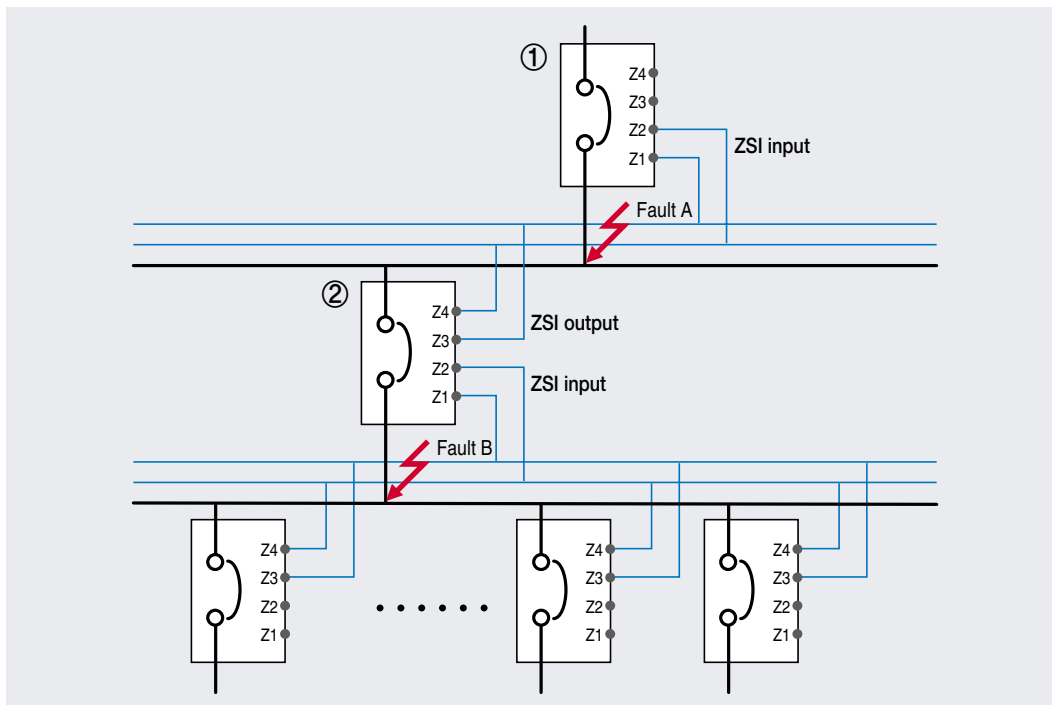 ①
Z4
Z3
Z2
Z1
ZSI input
Fault A
②
Z4
Z3
Z2
Z1
ZSI output
ZSI input
Fault B
Z4
Z3
Z2
Z1
Z4
Z3
Z2
Z1
Z4
Z3
Z2
Z1